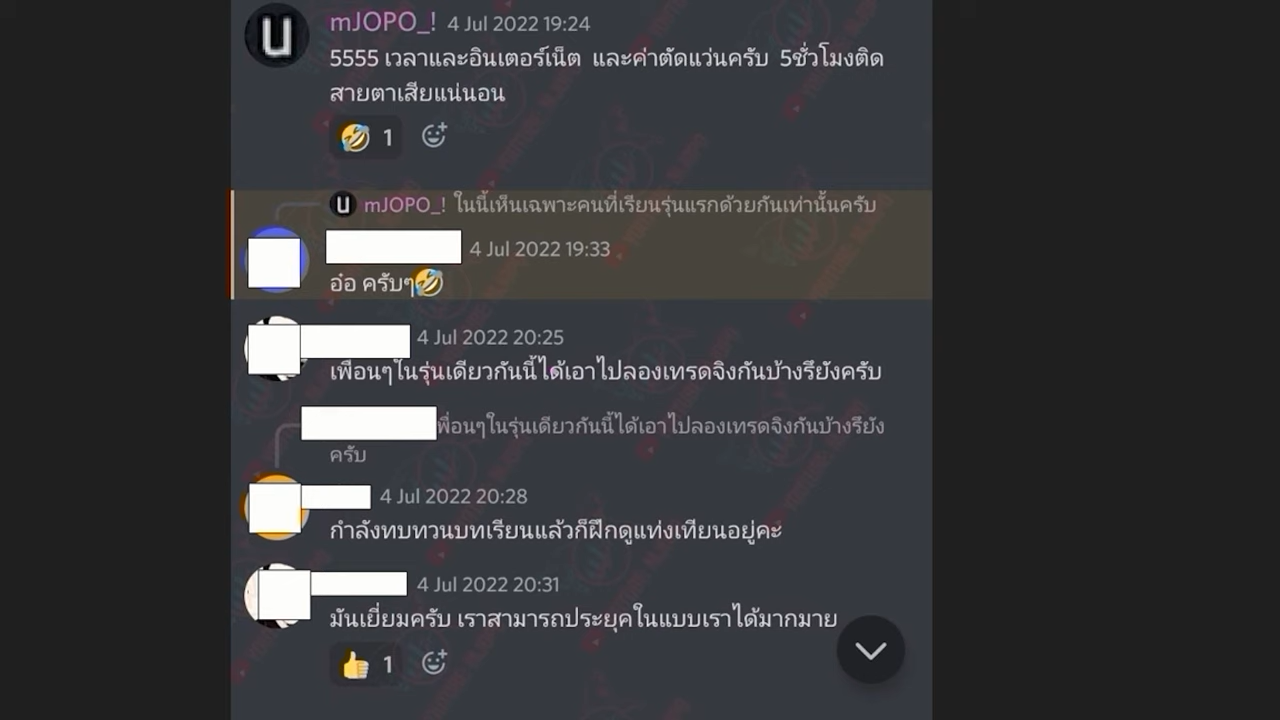 mJOPO_! 4 Jul 2022 19:24
5555 เวลาและอินเตอร์เน็ต และค่าตัดแว่นครับ 5ชั่วโมงติด
สายตาเสียแน่นอน
🤣 1
mJOPO_! ในนี้เห็นเฉพาะคนที่เรียนรุ่นแรกด้วยกันเท่านั้นครับ
4 Jul 2022 19:33
อ๋อ ครับๆ🤣
4 Jul 2022 20:25
เพื่อนๆในรุ่นเดียวกันนี้ได้เอาไปลองเทรดจิงกันบ้างรึยังครับ
พื่อนๆในรุ่นเดียวกันนี้ได้เอาไปลองเทรดจิงกันบ้างรึยัง
ครับ
4 Jul 2022 20:28
กำลังทบทวนบทเรียนแล้วก็ฝึกดูแท่งเทียนอยู่คะ
4 Jul 2022 20:31
มันเยี่ยมครับ เราสามารถประยุคในแบบเราได้มากมาย
👍 1